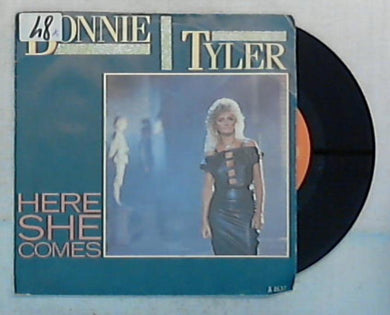 48
BONNIE TYLER
HERE
SHE
COMES